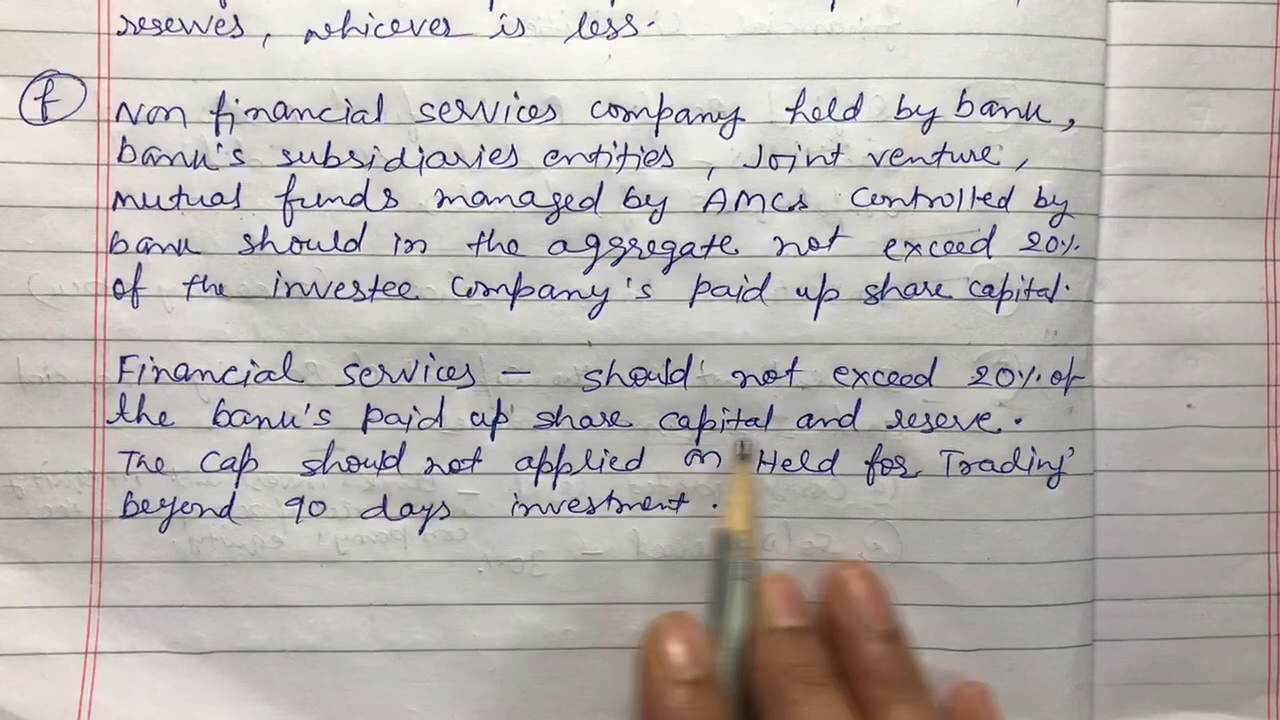 reserves, whicever is less.
(f) Non financial services company held by bank,
bank's subsidiaries entities, Joint venture,
mutual funds managed by AMCs Controlled by
bank should in the aggregate not exceed 20%.
of the investee company's paid up share capital.
Financial services - should not exceed 20% of
the bank's paid up share capital and reserve.
The cap should not applied on 'Held for Trading'
beyond 90 days investment.